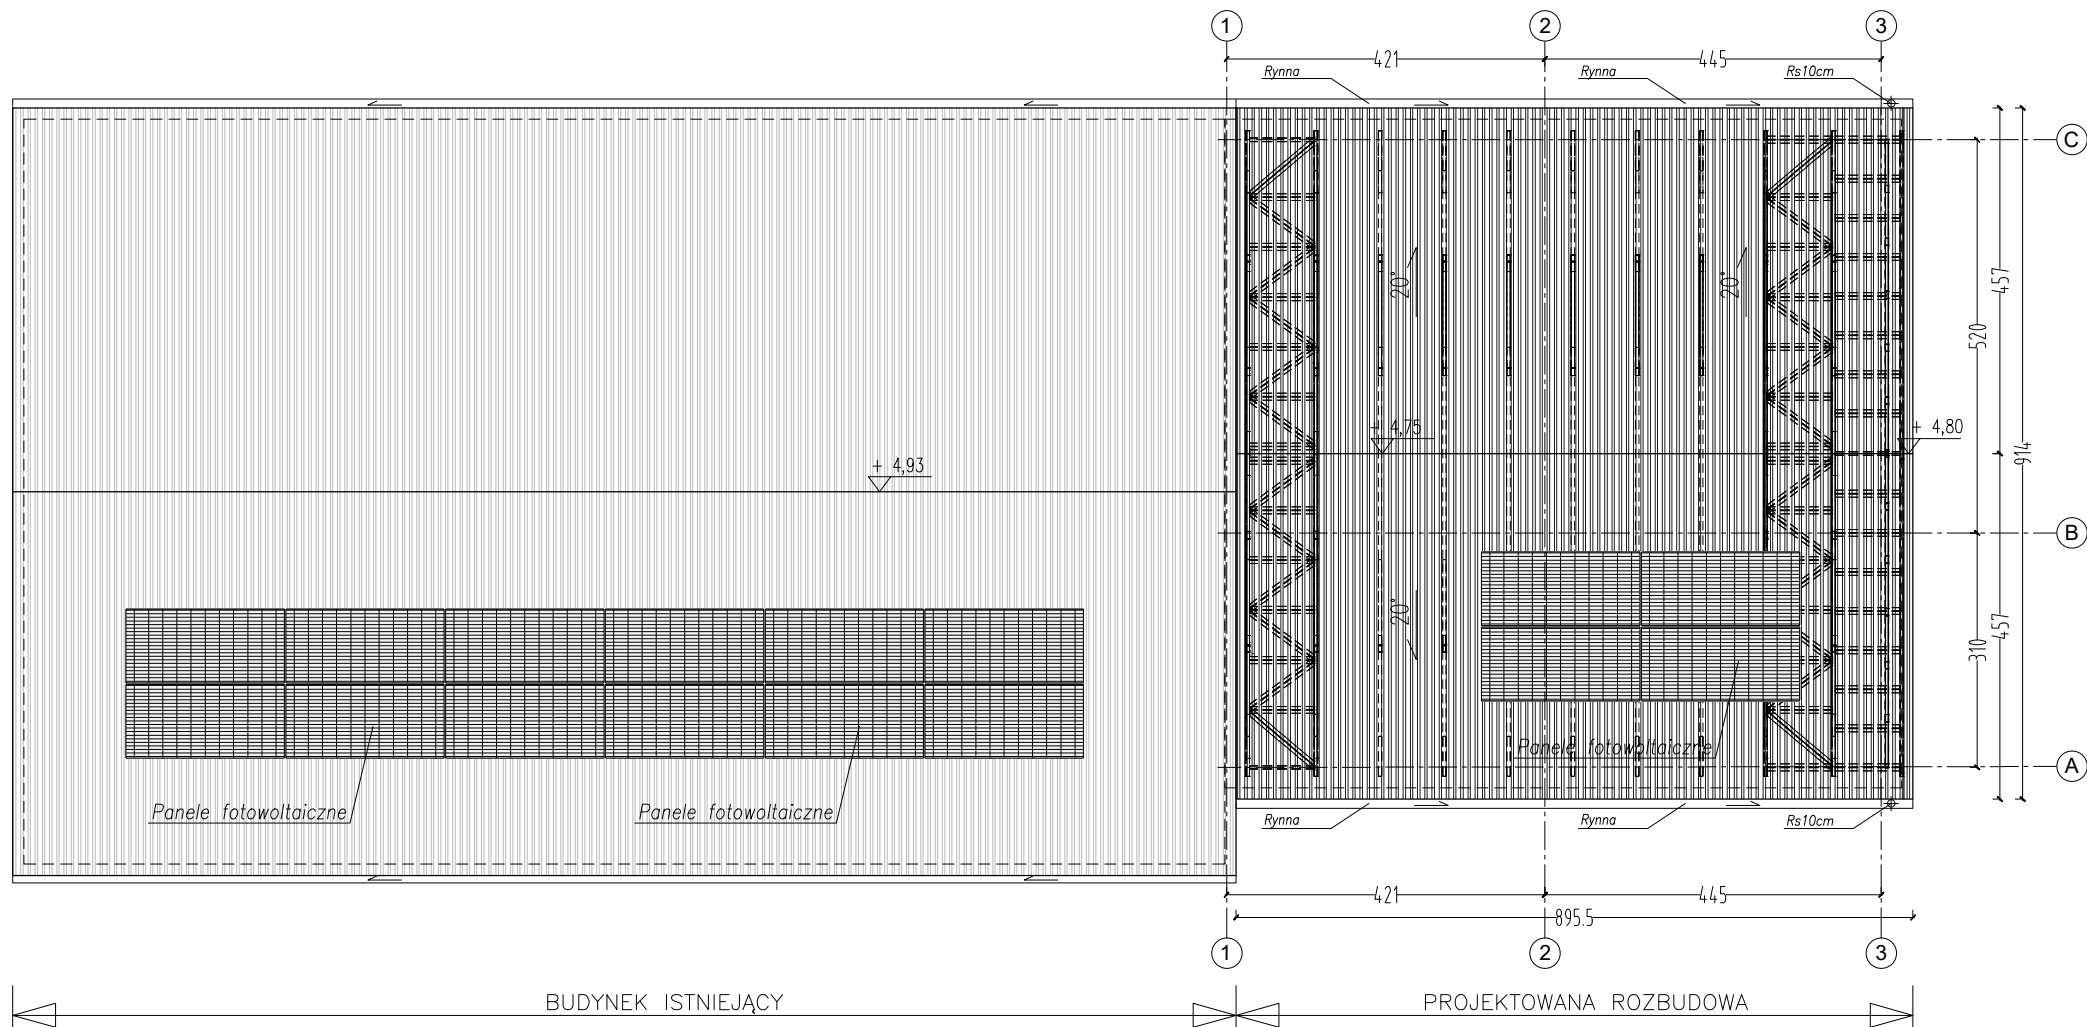 1
2
3
421
445
Rynna
Rynna
Rs10cm
C
457
20°
20°
520
+ 4,75
+ 4,80
914
+ 4,93
B
20°
457
310
Panele fotowoltaiczne
A
Panele fotowoltaiczne
Panele fotowoltaiczne
Rynna
Rynna
Rs10cm
421
445
895.5
1
2
3
BUDYNEK ISTNIEJĄCY
PROJEKTOWANA ROZBUDOWA